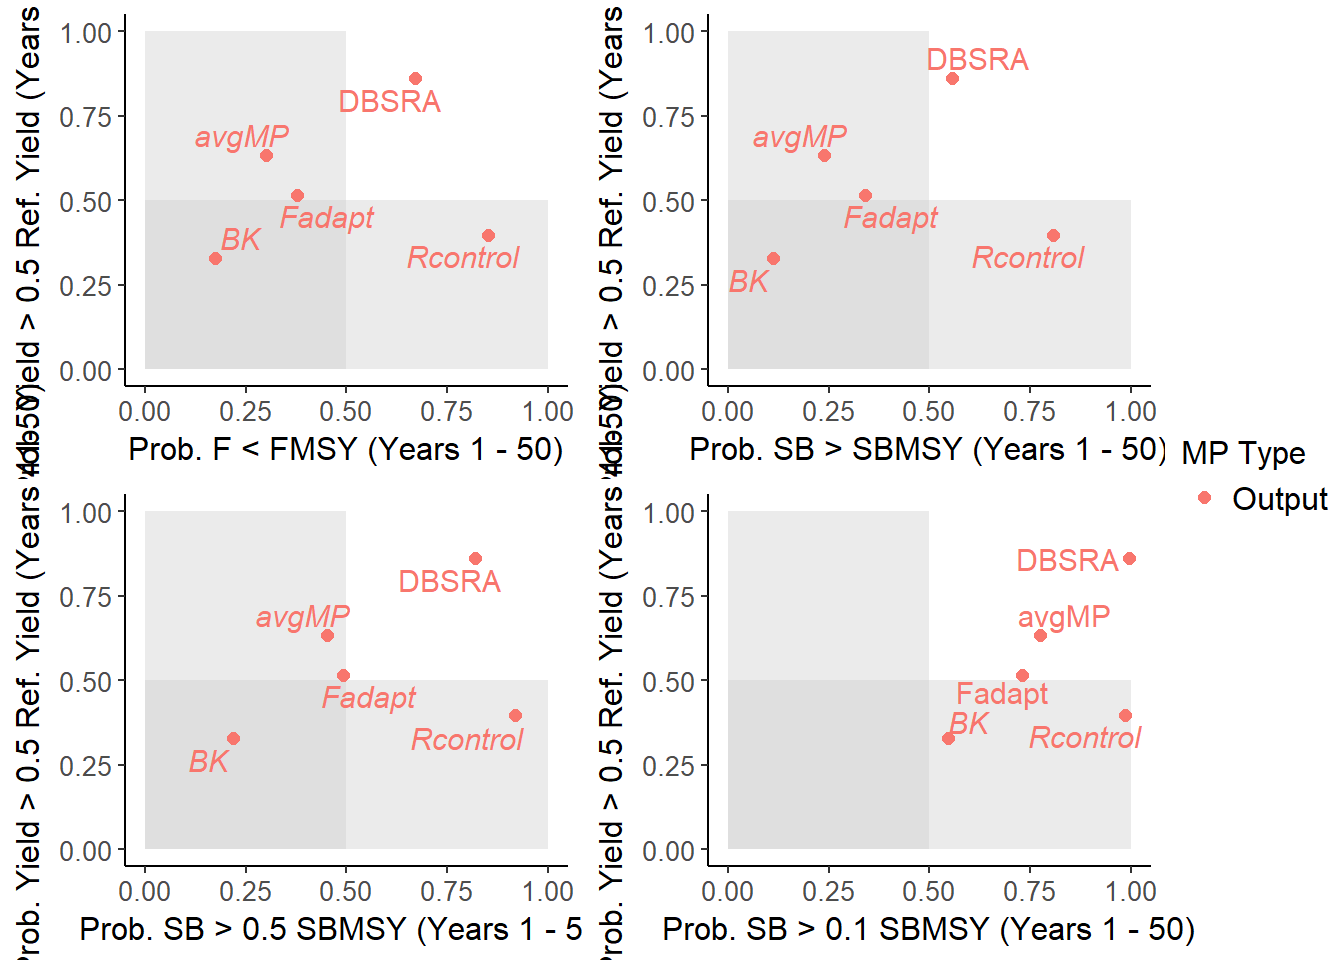 Prob. Yield > 0.5 Ref. Yield (Years
1.00
0.75
0.50
0.25
0.00
DBSRA
avgMP
Fadapt
BK
Rcontrol
0.00 0.25 0.50 0.75 1.00
Prob. F < FMSY (Years 1 - 50)
Yield > 0.5 Ref. Yield (Years
1.00
0.75
0.50
0.25
0.00
DBSRA
avgMP
Fadapt
BK
Rcontrol
0.00 0.25 0.50 0.75 1.00
Prob. SB > SBMSY (Years 1 - 50)
Prob. Yield > 0.5 Ref. Yield (Years
1.00
0.75
0.50
0.25
0.00
DBSRA
avgMP
Fadapt
BK
Rcontrol
0.00 0.25 0.50 0.75 1.00
Prob. SB > 0.5 SBMSY (Years 1 - 5
Prob. Yield > 0.5 Ref. Yield (Years
1.00
0.75
0.50
0.25
0.00
DBSRA
avgMP
Fadapt
BK
Rcontrol
0.00 0.25 0.50 0.75 1.00
Prob. SB > 0.1 SBMSY (Years 1 - 50)
MP Type
Output